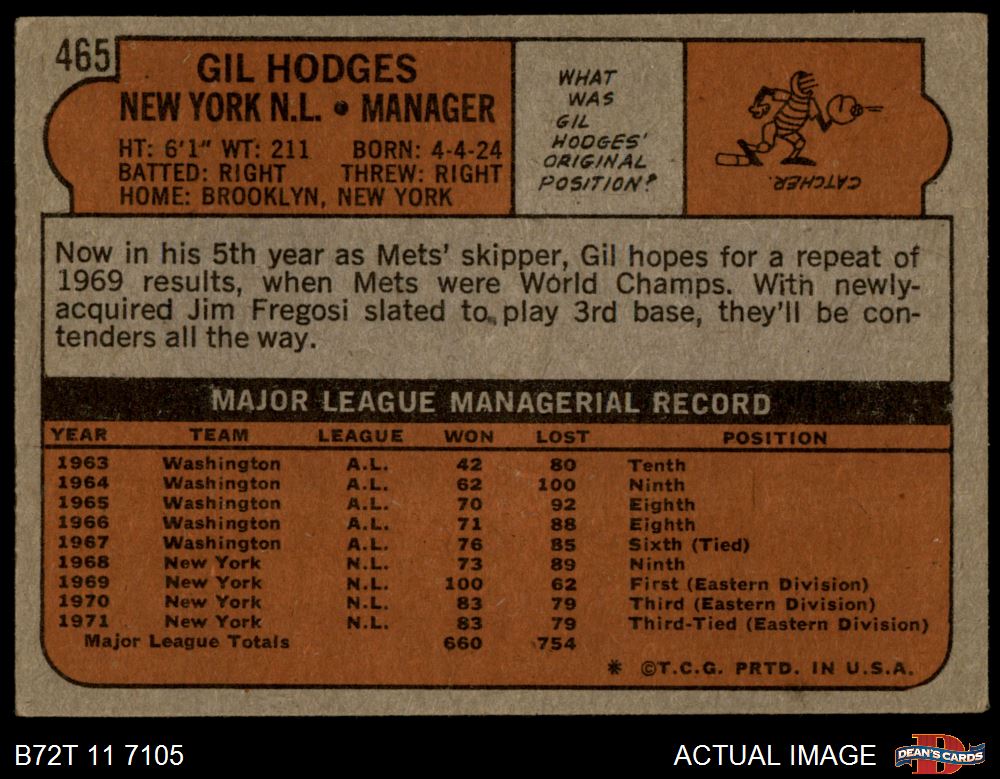 465
GIL HODGES
NEW YORK N.L. • MANAGER
HT: 6'1" WT: 211 BORN: 4-4-24
BATTED: RIGHT THREW: RIGHT
HOME: BROOKLYN, NEW YORK
WHAT
WAS
GIL
HODGES'
ORIGINAL
POSITION?
CATCHER.
Now in his 5th year as Mets' skipper, Gil hopes for a repeat of
1969 results, when Mets were World Champs. With newly-
acquired Jim Fregosi slated to play 3rd base, they'll be con-
tenders all the way.
MAJOR LEAGUE MANAGERIAL RECORD
YEAR TEAM LEAGUE WON LOST POSITION
1963 Washington A.L. 42 80 Tenth
1964 Washington A.L. 62 100 Ninth
1965 Washington A.L. 70 92 Eighth
1966 Washington A.L. 71 88 Eighth
1967 Washington A.L. 76 85 Sixth (Tied)
1968 New York N.L. 73 89 Ninth
1969 New York N.L. 100 62 First (Eastern Division)
1970 New York N.L. 83 79 Third (Eastern Division)
1971 New York N.L. 83 79 Third-Tied (Eastern Division)
Major League Totals 660 754
* ©T.C.G. PRTD. IN U.S.A.
B72T 11 7105
ACTUAL IMAGE
DEAN'S CARDS